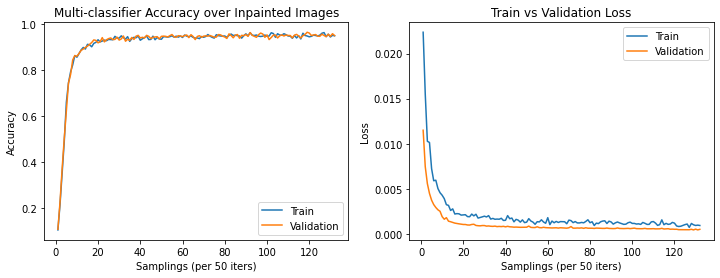 Multi-classifier Accuracy over Inpainted Images
1.0
0.8
0.6
0.4
0.2
Accuracy
0 20 40 60 80 100 120
Samplings (per 50 iters)
Train
Validation
Train vs Validation Loss
0.020
0.015
0.010
0.005
0.000
Loss
0 20 40 60 80 100 120
Samplings (per 50 iters)
Train
Validation